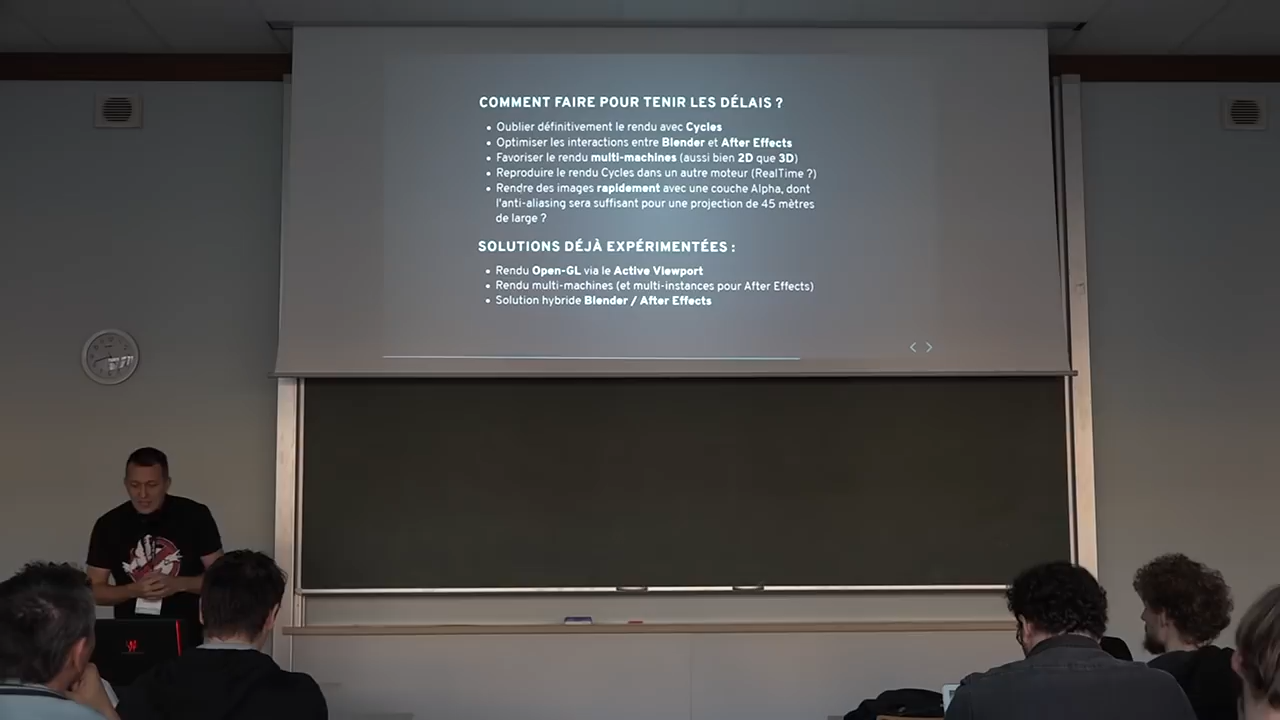 COMMENT FAIRE POUR TENIR LES DÉLAIS ?
• Oublier définitivement le rendu avec Cycles
• Optimiser les interactions entre Blender et After Effects
• Favoriser le rendu multi-machines (aussi bien 2D que 3D)
• Reproduire le rendu Cycles dans un autre moteur (RealTime ?)
• Rendre des images rapidement avec une couche Alpha, dont
l'anti-aliasing sera suffisant pour une projection de 45 mètres
de large ?
SOLUTIONS DÉJÀ EXPÉRIMENTÉES :
• Rendu Open-GL via le Active Viewport
• Rendu multi-machines (et multi-instances pour After Effects)
• Solution hybride Blender / After Effects